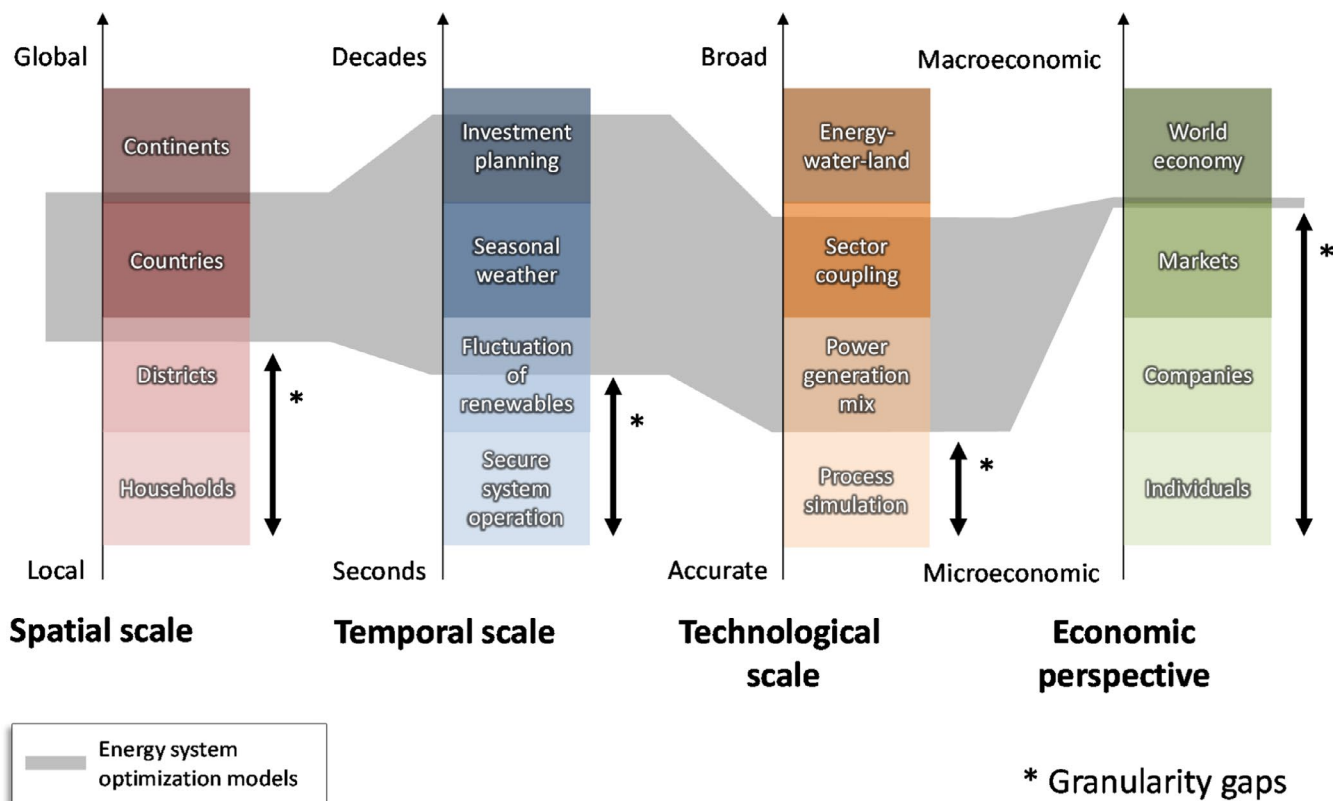 Global
Continents
Countries
Districts
Households
Local
*
Spatial scale
Decades
Investment
planning
Seasonal
weather
Fluctuation
of
renewables
Secure
system
operation
Seconds
*
Temporal scale
Broad
Energy-
water-land
Sector
coupling
Power
generation
mix
Process
simulation
Accurate
*
Technological
scale
Macroeconomic
World
economy
Markets
Companies
Individuals
Microeconomic
*
Economic
perspective
Energy system
optimization models
* Granularity gaps